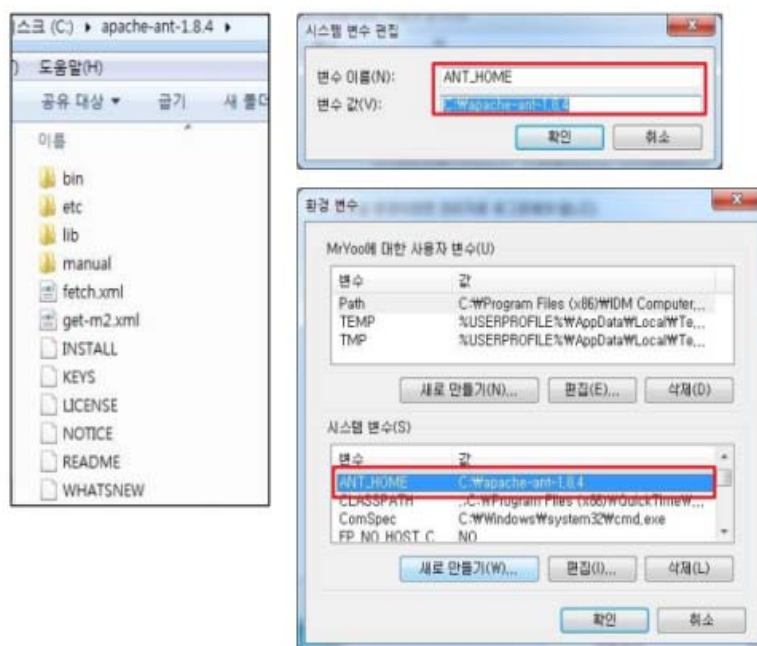 스크 (C:) ▸ apache-ant-1.8.4 ▸
도움말(H)
공유 대상 ▼ 굽기 새 폴더
이름
bin
etc
lib
manual
fetch.xml
get-m2.xml
INSTALL
KEYS
LICENSE
NOTICE
README
WHATSNEW
시스템 변수 편집
변수 이름(N): ANT_HOME
변수 값(V): C:₩apache-ant-1.8.4
확인 취소
환경 변수
MrYoo에 대한 사용자 변수(U)
변수 값
Path C:₩Program Files (x86)₩IDM Computer,...
TEMP %USERPROFILE%₩AppData₩Local₩Te...
TMP %USERPROFILE%₩AppData₩Local₩Te...
새로 만들기(N)... 편집(E)... 삭제(D)
시스템 변수(S)
변수 값
ANT_HOME C:₩apache-ant-1.8.4
CLASSPATH .;C:₩Program Files (x86)₩QuickTime₩...
ComSpec C:₩Windows₩system32₩cmd.exe
FP_NO_HOST_C... NO
새로 만들기(W)... 편집(I)... 삭제(L)
확인 취소